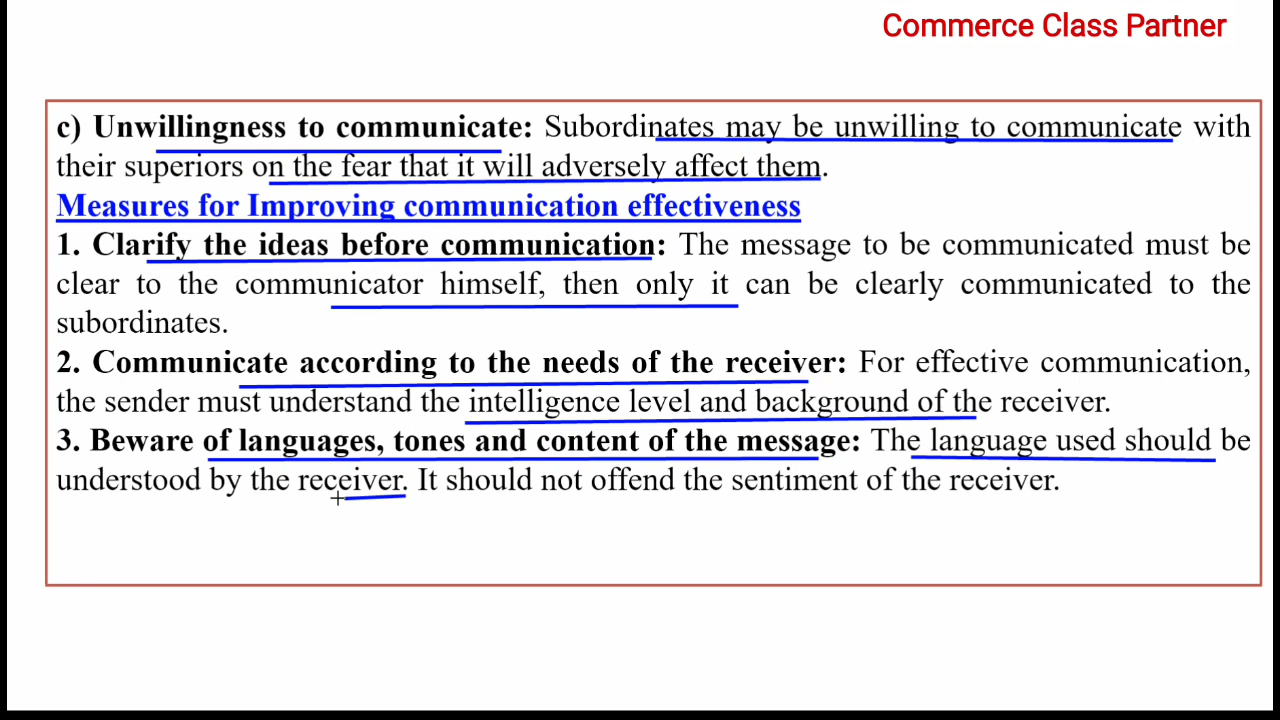 Commerce Class Partner
c) Unwillingness to communicate: Subordinates may be unwilling to communicate with
their superiors on the fear that it will adversely affect them.
Measures for Improving communication effectiveness
1. Clarify the ideas before communication: The message to be communicated must be
clear to the communicator himself, then only it can be clearly communicated to the
subordinates.
2. Communicate according to the needs of the receiver: For effective communication,
the sender must understand the intelligence level and background of the receiver.
3. Beware of languages, tones and content of the message: The language used should be
understood by the receiver. It should not offend the sentiment of the receiver.